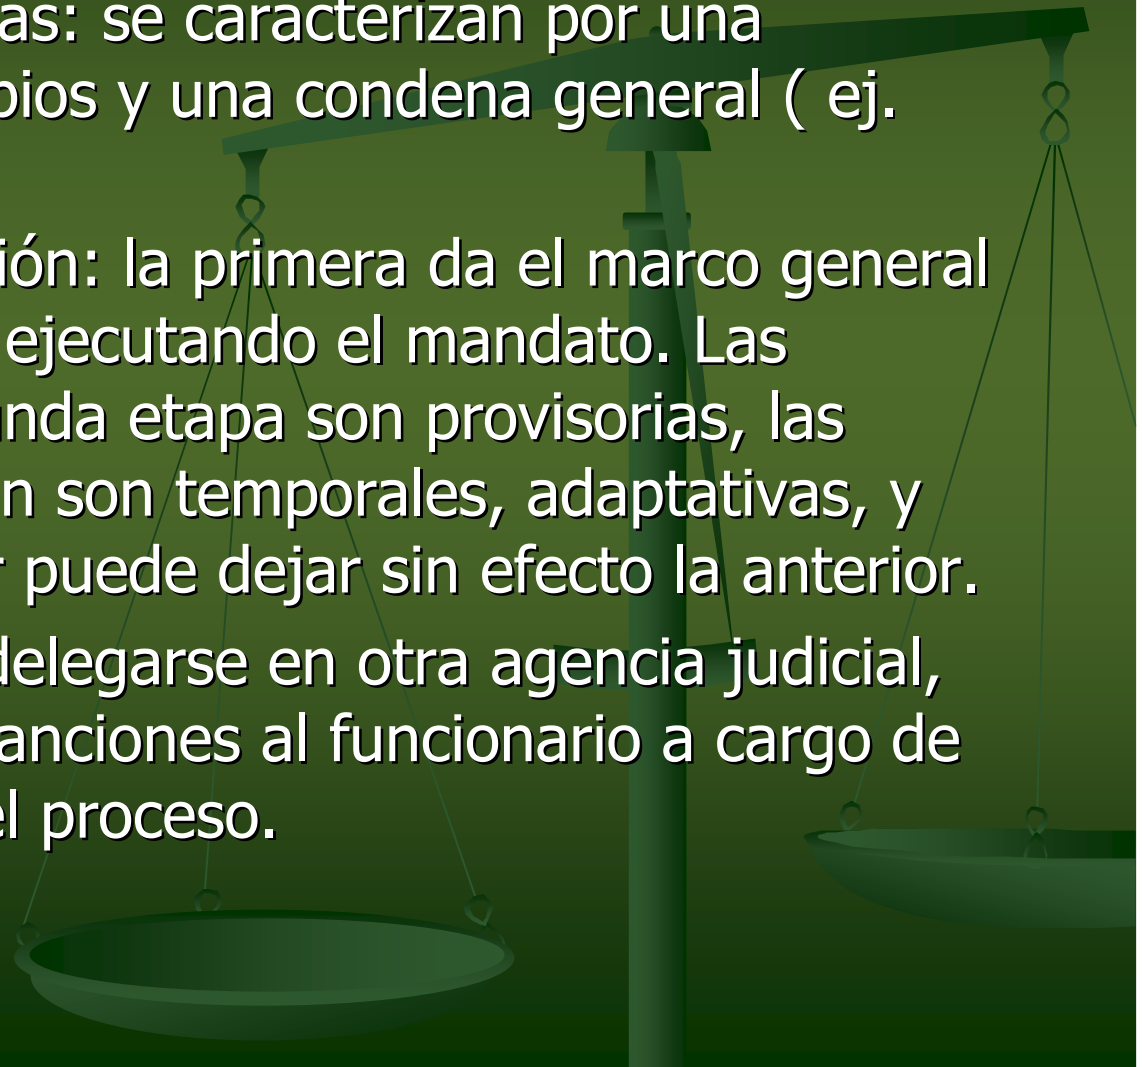 as: se caracterizan por una
bios y una condena general ( ej.
ión: la primera da el marco general
ejecutando el mandato. Las
unda etapa son provisorias, las
n son temporales, adaptativas, y
r puede dejar sin efecto la anterior.
delegarse en otra agencia judicial,
anciones al funcionario a cargo de
el proceso.